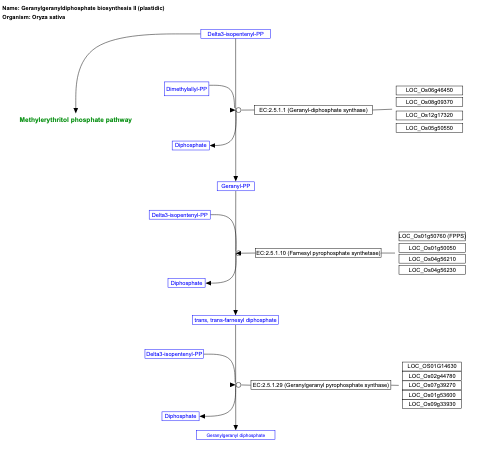 Name: Geranylgeranyldiphosphate biosynthesis II (plastidic)
Organism: Oryza sativa
Delta3-isopentenyl-PP
Dimethylallyl-PP
LOC_Os06g46450
LOC_Os08g09370
EC:2.5.1.1 (Geranyl-diphosphate synthase)
LOC_Os12g17320
Methylerythritol phosphate pathway
LOC_Os05g50550
Diphosphate
Geranyl-PP
Delta3-isopentenyl-PP
LOC_Os01g50760 (FPPS)
LOC_Os01g50050
EC:2.5.1.10 (Farnesyl pyrophosphate synthetase)
LOC_Os04g56210
LOC_Os04g56230
Diphosphate
trans, trans-farnesyl diphosphate
Delta3-isopentenyl-PP
LOC_OS01G14630
LOC_Os02g44780
EC:2.5.1.29 (Geranylgeranyl pyrophosphate synthase)
LOC_Os07g39270
LOC_Os01g53600
LOC_Os09g33930
Diphosphate
Geranylgeranyl diphosphate